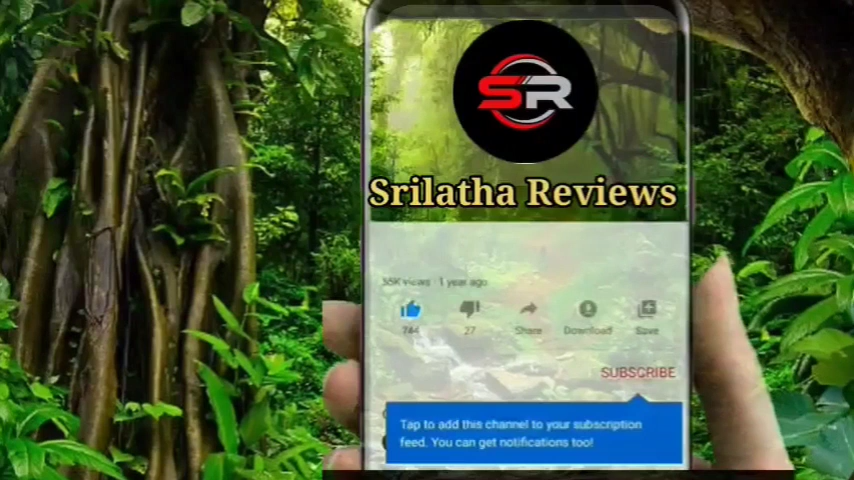 SR
Srilatha Reviews
55K views · 1 year ago
744
27
Share
Download
Save
SUBSCRIBE
Tap to add this channel to your subscription
feed. You can get notifications too!